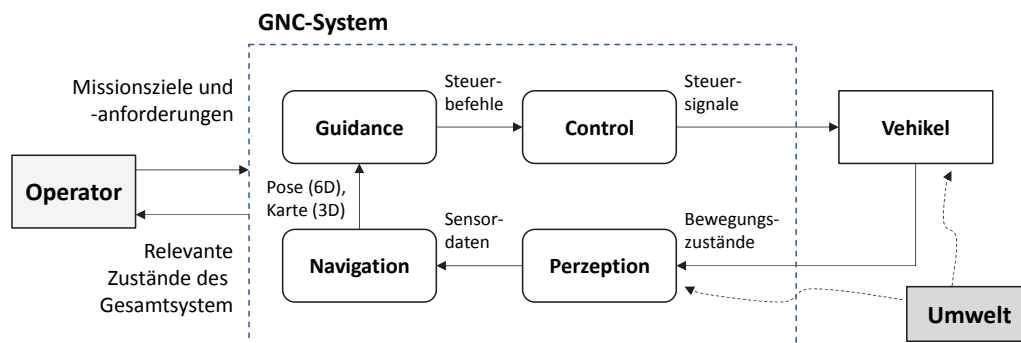 GNC-System
Missionsziele und
-anforderungen
Steuer-
befehle
Steuer-
signale
Guidance
Control
Vehikel
Operator
Pose (6D),
Karte (3D)
Sensor-
daten
Bewegungs-
zustände
Relevante
Zustände des
Gesamtsystem
Navigation
Perzeption
Umwelt